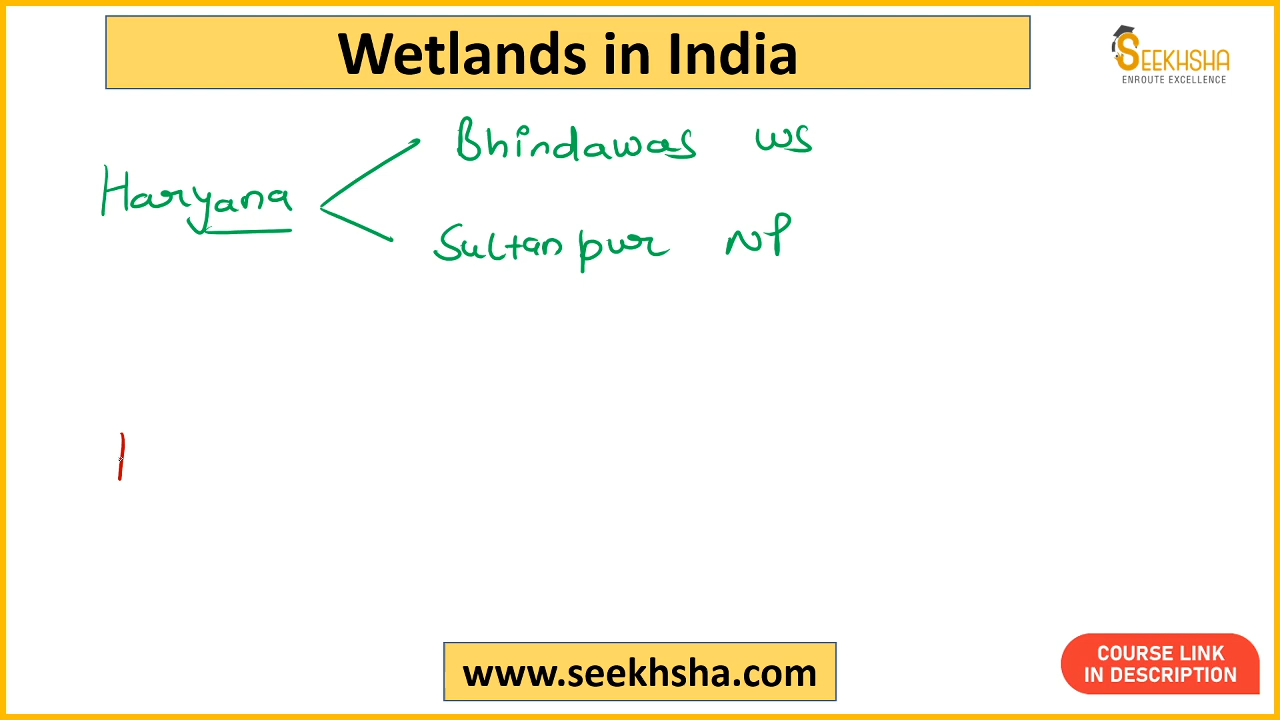 Wetlands in India
SEEKHSHA
ENROUTE EXCELLENCE
Bhindawas WS
Haryana
Sultanpur NP
www.seekhsha.com
COURSE LINK
IN DESCRIPTION